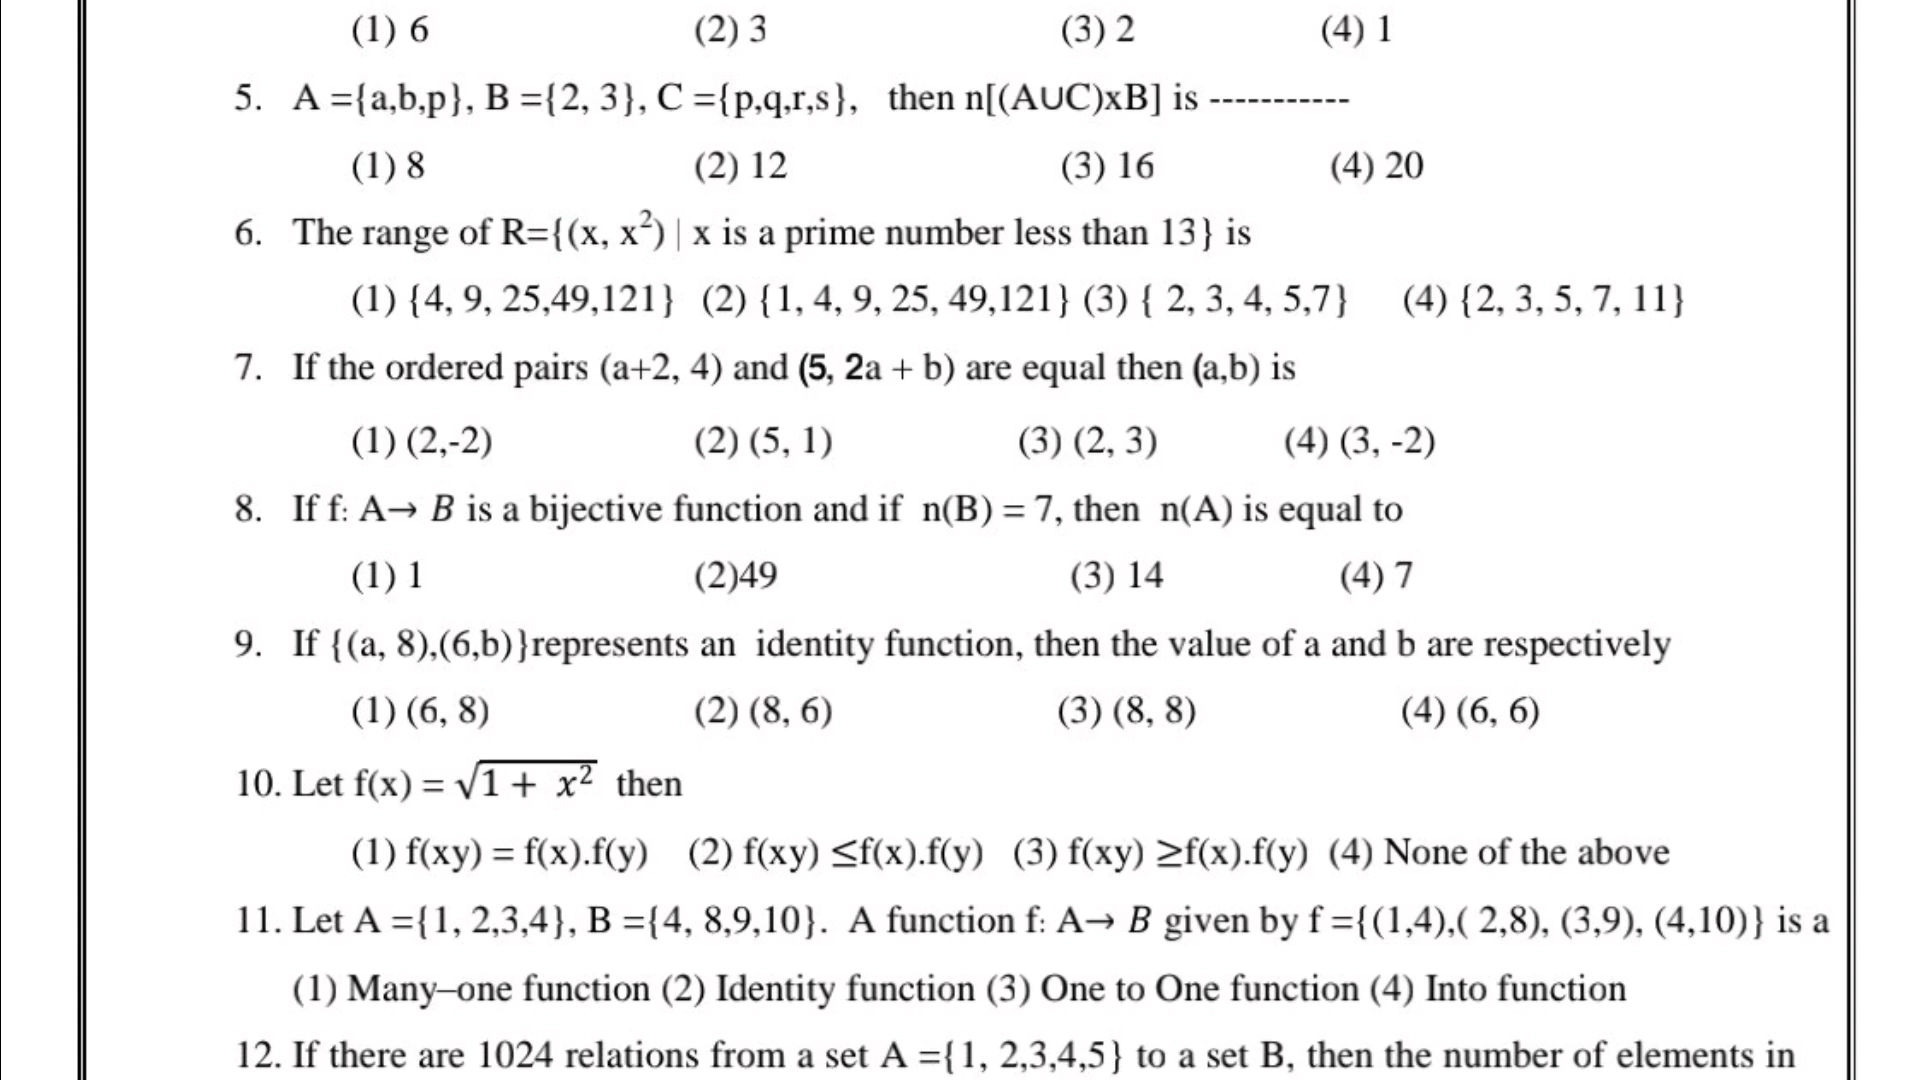 (1) 6 (2) 3 (3) 2 (4) 1
5. A ={a,b,p}, B ={2, 3}, C ={p,q,r,s}, then n[(A∪C)xB] is -----------
(1) 8 (2) 12 (3) 16 (4) 20
6. The range of R={(x, x²) | x is a prime number less than 13} is
(1) {4, 9, 25,49,121} (2) {1, 4, 9, 25, 49,121} (3) { 2, 3, 4, 5,7} (4) {2, 3, 5, 7, 11}
7. If the ordered pairs (a+2, 4) and (5, 2a + b) are equal then (a,b) is
(1) (2,-2) (2) (5, 1) (3) (2, 3) (4) (3, -2)
8. If f: A→ B is a bijective function and if n(B) = 7, then n(A) is equal to
(1) 1 (2)49 (3) 14 (4) 7
9. If {(a, 8),(6,b)}represents an identity function, then the value of a and b are respectively
(1) (6, 8) (2) (8, 6) (3) (8, 8) (4) (6, 6)
10. Let f(x) = √1 + x² then
(1) f(xy) = f(x).f(y) (2) f(xy) ≤f(x).f(y) (3) f(xy) ≥f(x).f(y) (4) None of the above
11. Let A ={1, 2,3,4}, B ={4, 8,9,10}. A function f: A→ B given by f ={(1,4),( 2,8), (3,9), (4,10)} is a
(1) Many–one function (2) Identity function (3) One to One function (4) Into function
12. If there are 1024 relations from a set A ={1, 2,3,4,5} to a set B, then the number of elements in